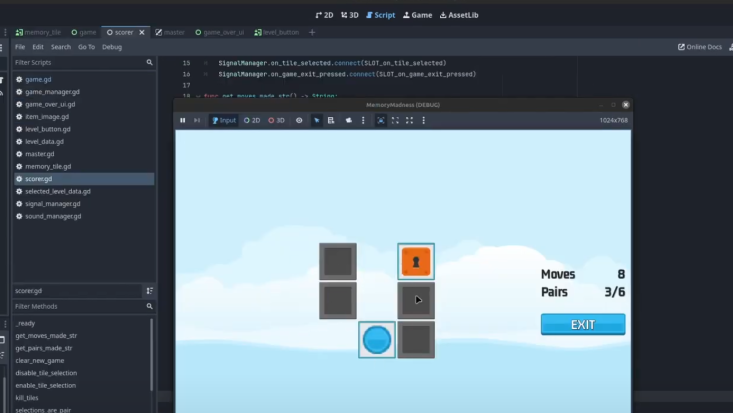 2D 3D Script Game AssetLib
memory_tile game scorer master game_over_ui level_button
File Edit Search Go To Debug Online Docs
Filter Scripts
15 SignalManager.on_tile_selected.connect(SLOT_on_tile_selected)
16 SignalManager.on_game_exit_pressed.connect(SLOT_on_game_exit_pressed)
17
18 func get_moves_made_str() -> String:
game.gd
game_manager.gd
game_over_ui.gd
item_image.gd
level_button.gd
level_data.gd
master.gd
memory_tile.gd
scorer.gd
selected_level_data.gd
signal_manager.gd
sound_manager.gd
MemoryMadness (DEBUG)
Input 2D 3D 1024x768
Moves 8
Pairs 3/6
EXIT
scorer.gd
Filter Methods
_ready
get_moves_made_str
get_pairs_made_str
clear_new_game
disable_tile_selection
enable_tile_selection
kill_tiles
selections_are_pair